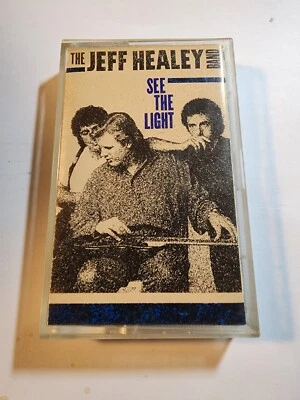 THE JEFF HEALEY BAND
SEE
THE
LIGHT